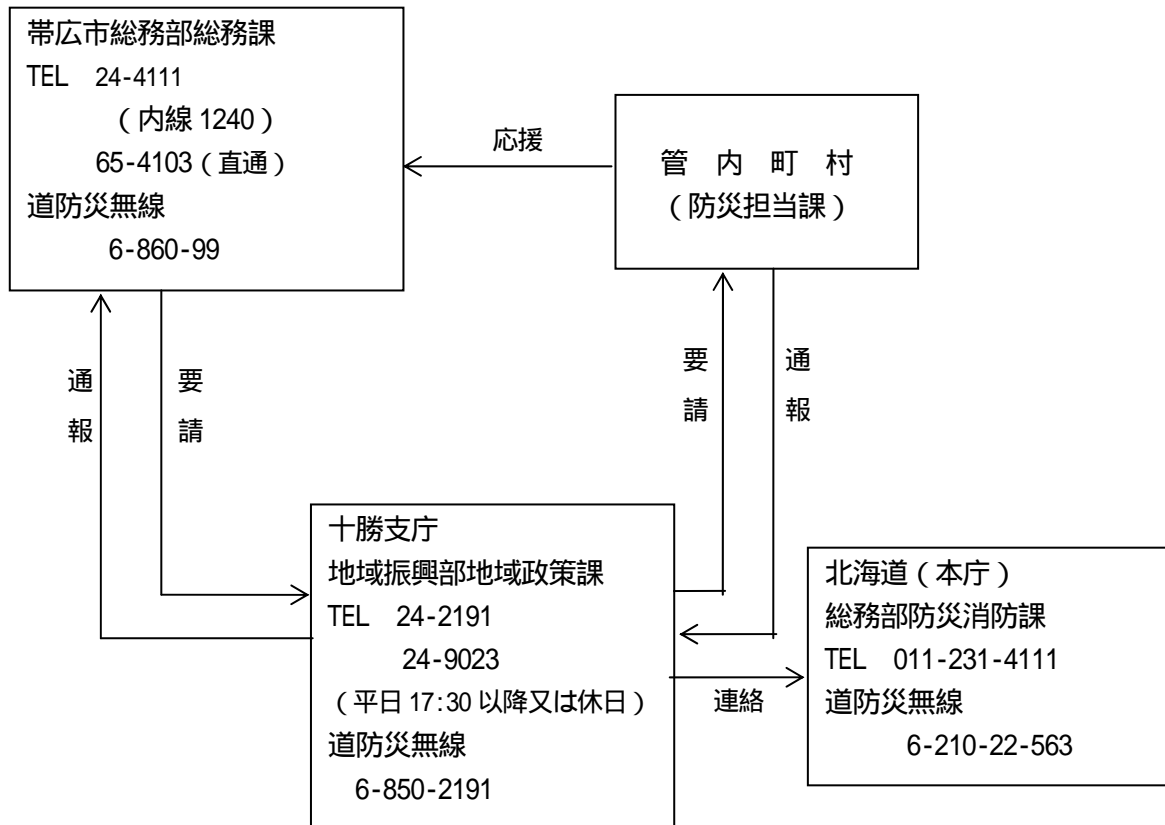 帯広市総務部総務課
TEL 24-4111
(内線 1240)
65-4103(直通)
道防災無線
6-860-99
応援
管 内 町 村
(防災担当課)
通報
要請
要請
通報
十勝支庁
地域振興部地域政策課
TEL 24-2191
24-9023
(平日 17:30 以降又は休日)
道防災無線
6-850-2191
連絡
北海道(本庁)
総務部防災消防課
TEL 011-231-4111
道防災無線
6-210-22-563